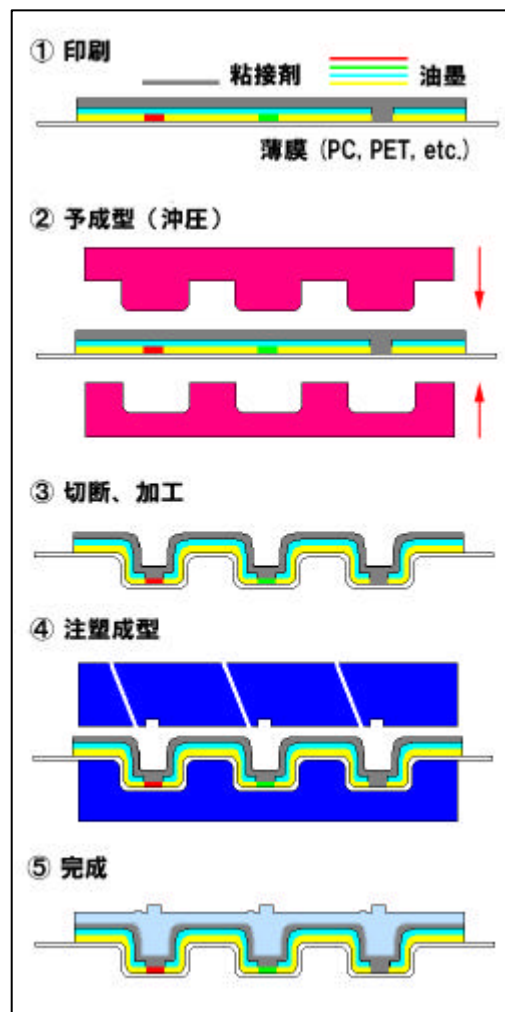 ① 印刷
粘接剂
油墨
薄膜 (PC, PET, etc.)
② 予成型（沖圧）
③ 切断、加工
④ 注塑成型
⑤ 完成